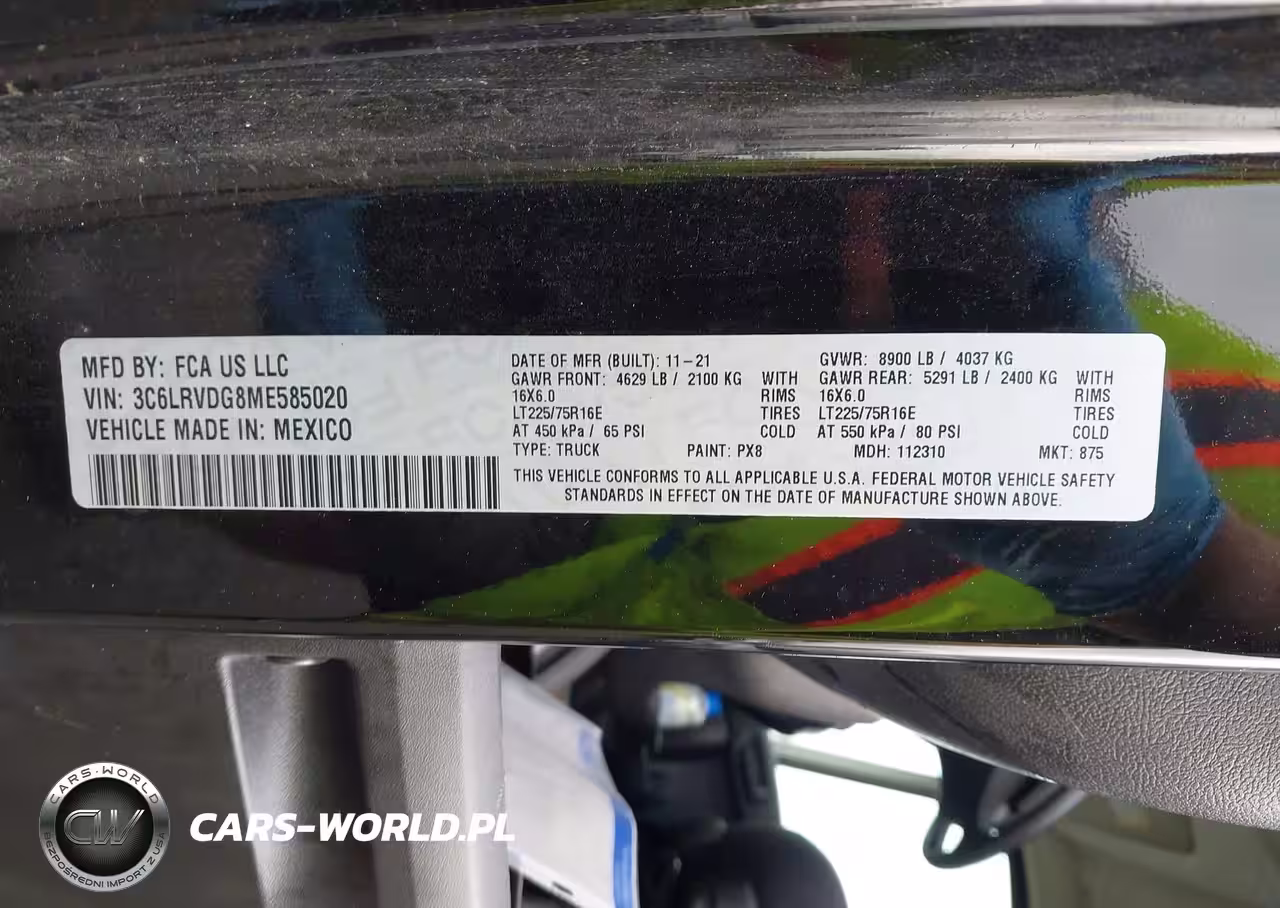 MFD BY: FCA US LLC
VIN: 3C6LRVDG8ME585020
VEHICLE MADE IN: MEXICO
DATE OF MFR (BUILT): 11-21 GVWR: 8900 LB / 4037 KG
GAWR FRONT: 4629 LB / 2100 KG WITH GAWR REAR: 5291 LB / 2400 KG WITH
16X6.0 RIMS 16X6.0 RIMS
LT225/75R16E TIRES LT225/75R16E TIRES
AT 450 kPa / 65 PSI COLD AT 550 kPa / 80 PSI COLD
TYPE: TRUCK PAINT: PX8 MDH: 112310 MKT: 875
THIS VEHICLE CONFORMS TO ALL APPLICABLE U.S.A. FEDERAL MOTOR VEHICLE SAFETY
STANDARDS IN EFFECT ON THE DATE OF MANUFACTURE SHOWN ABOVE.
CARS-WORLD
CW
BEZPOŚREDNI IMPORT Z USA
CARS-WORLD.PL